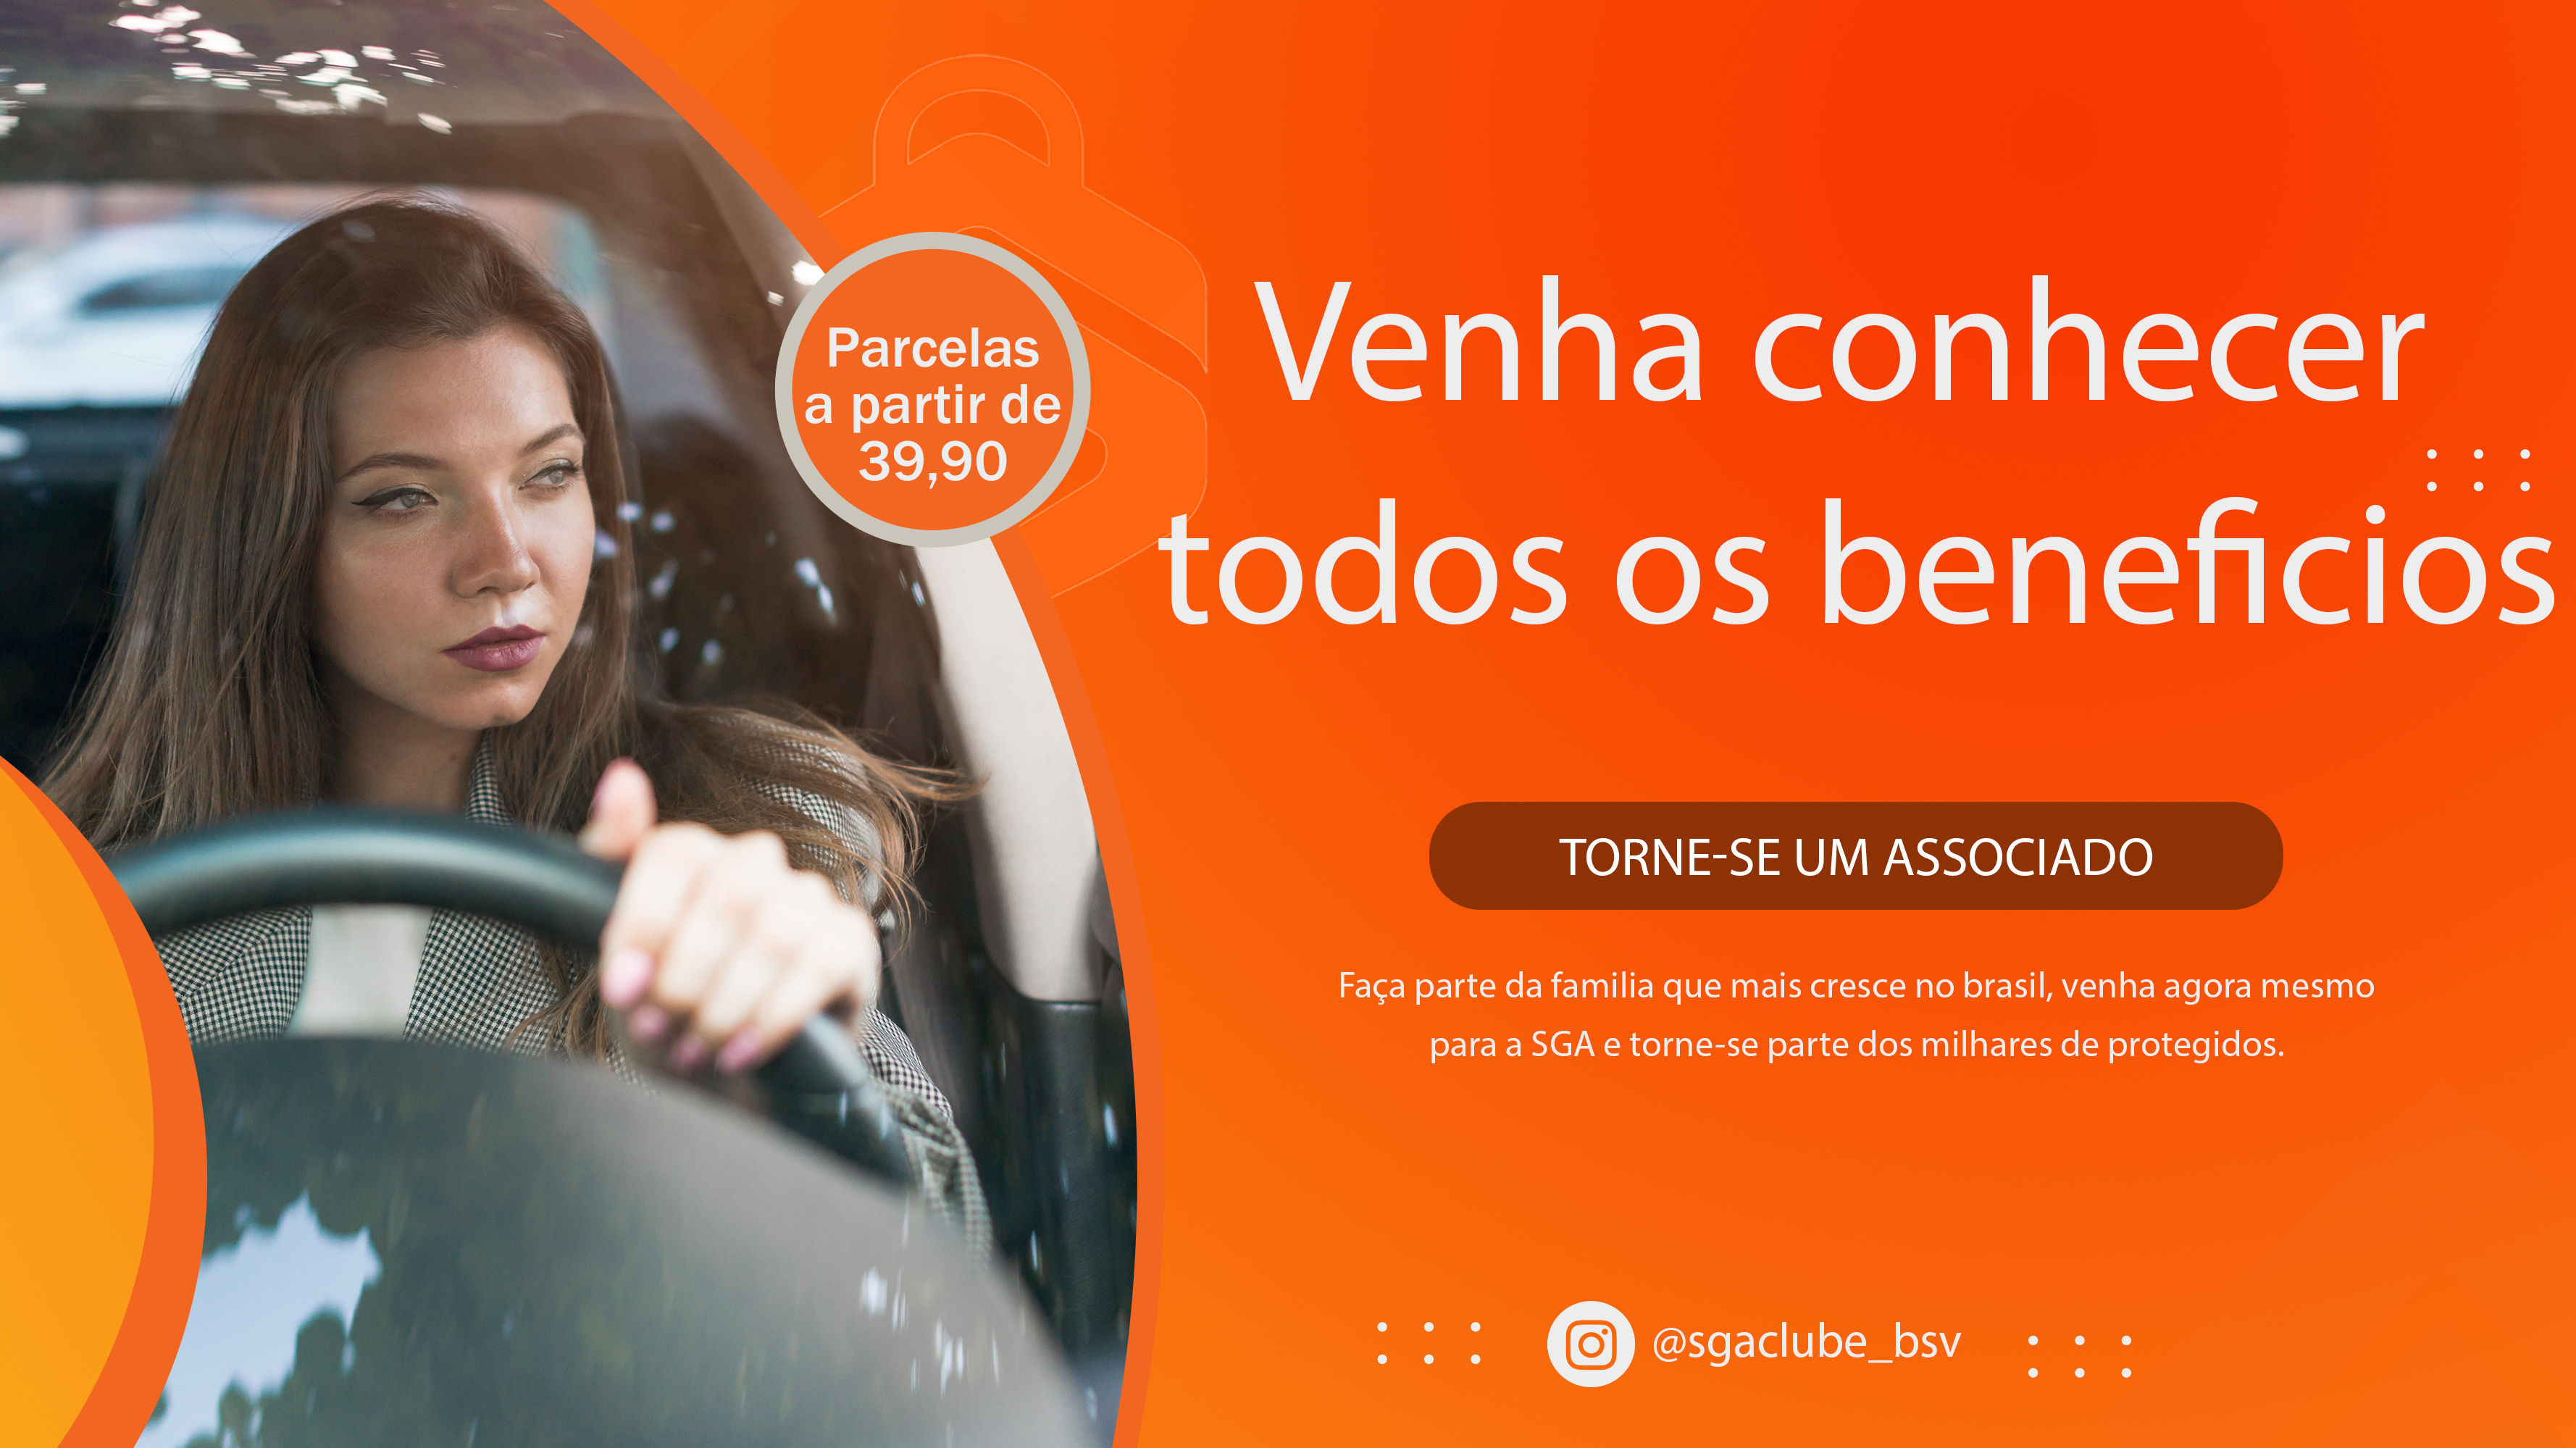 Parcelas
a partir de
39,90
Venha conhecer
todos os beneficios
TORNE-SE UM ASSOCIADO
Faça parte da familia que mais cresce no brasil, venha agora mesmo
para a SGA e torne-se parte dos milhares de protegidos.
@sgaclube_bsv